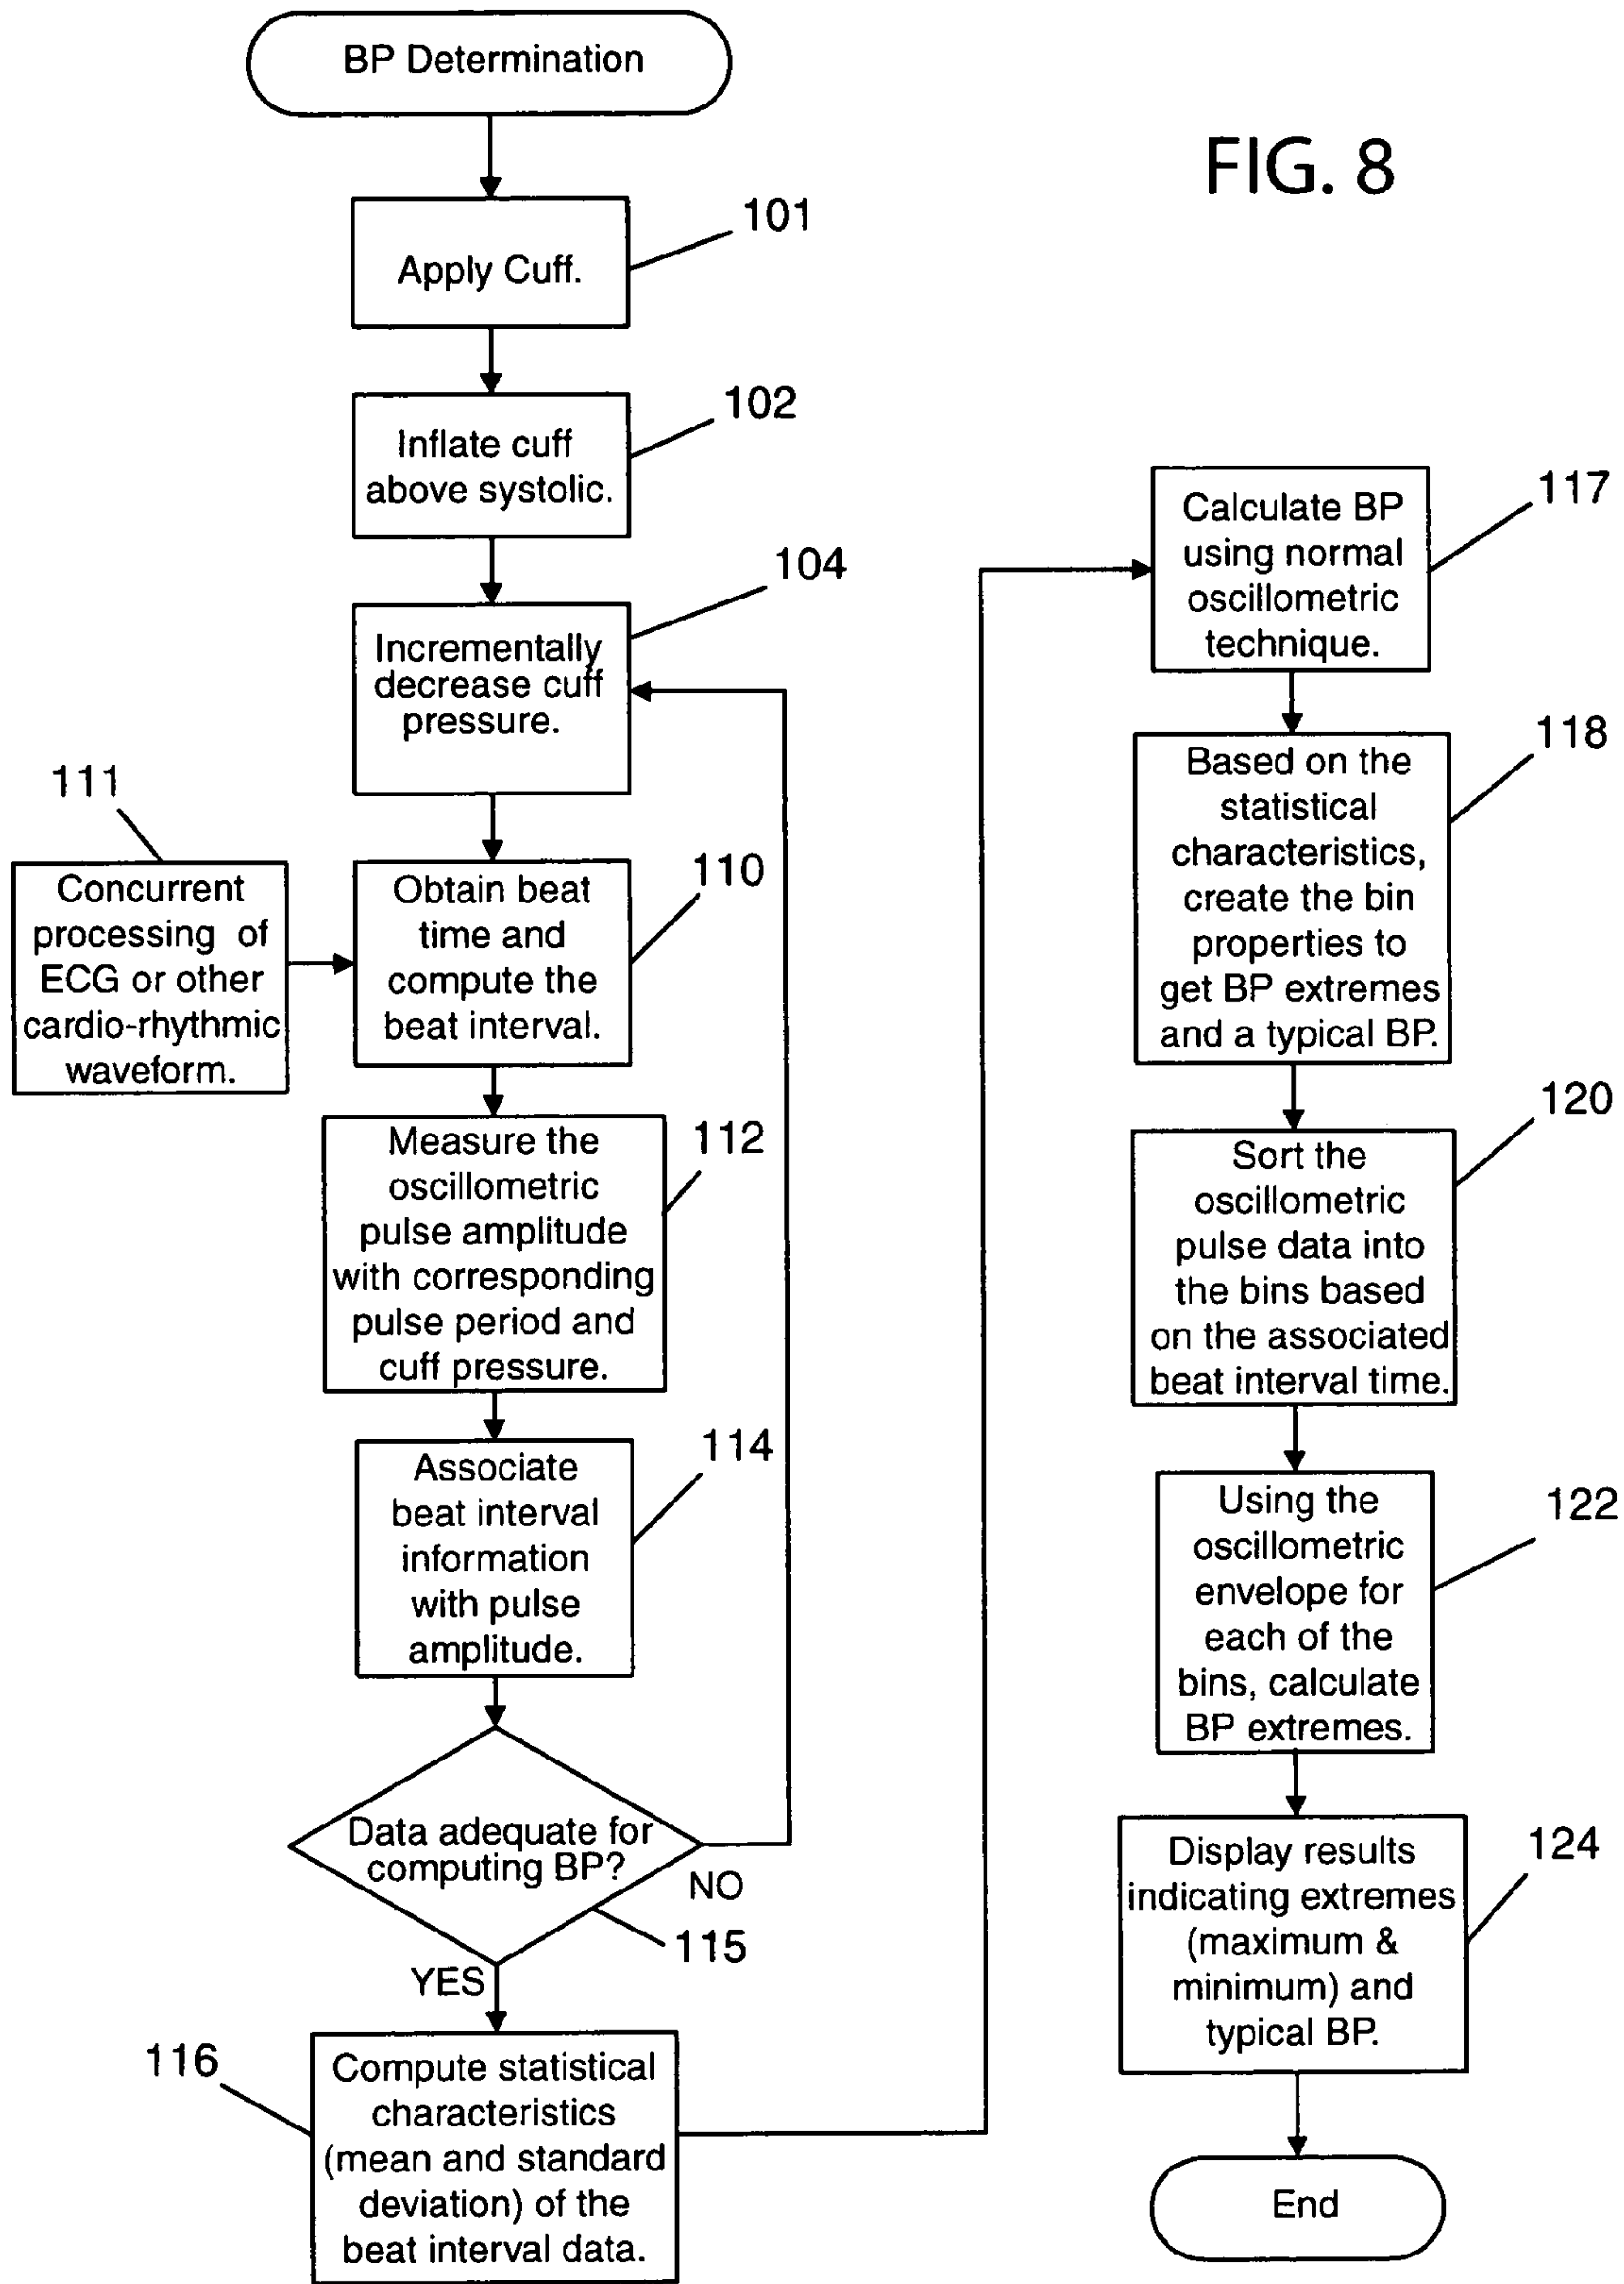 BP Determination
FIG. 8
101
Apply Cuff.
102
Inflate cuff
above systolic.
104
Incrementally
decrease cuff
pressure.
111
Concurrent
processing of
ECG or other
cardio-rhythmic
waveform.
110
Obtain beat
time and
compute the
beat interval.
112
Measure the
oscillometric
pulse amplitude
with corresponding
pulse period and
cuff pressure.
114
Associate
beat interval
information
with pulse
amplitude.
Data adequate for
computing BP?
NO
115
YES
116
Compute statistical
characteristics
(mean and standard
deviation) of the
beat interval data.
117
Calculate BP
using normal
oscillometric
technique.
118
Based on the
statistical
characteristics,
create the bin
properties to
get BP extremes
and a typical BP.
120
Sort the
oscillometric
pulse data into
the bins based
on the associated
beat interval time.
122
Using the
oscillometric
envelope for
each of the
bins, calculate
BP extremes.
124
Display results
indicating extremes
(maximum &
minimum) and
typical BP.
End